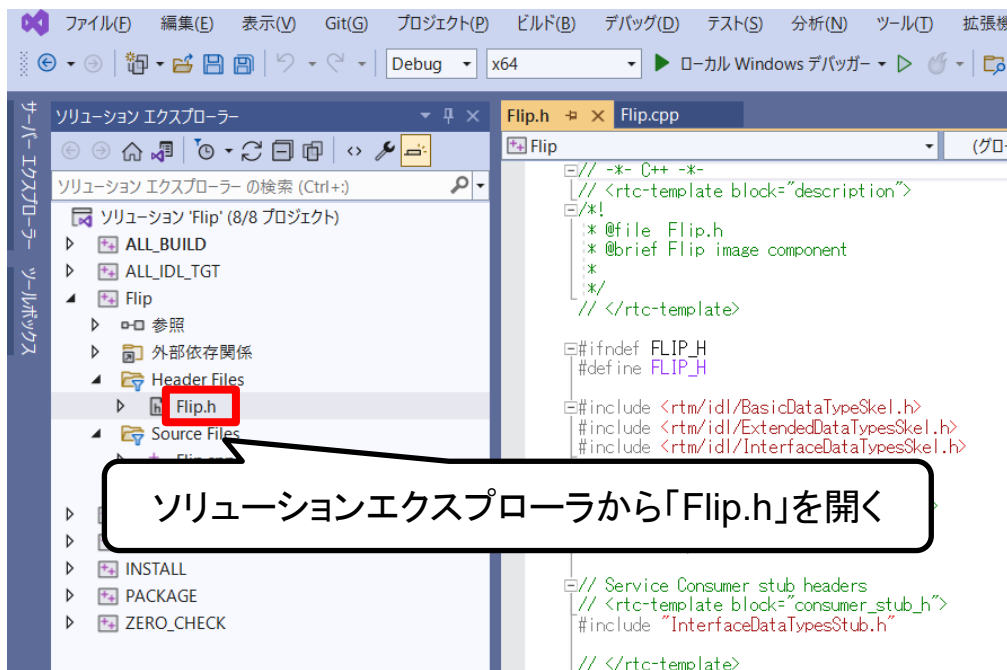 ファイル(F) 編集(E) 表示(V) Git(G) プロジェクト(P) ビルド(B) デバッグ(D) テスト(S) 分析(N) ツール(T) 拡張機
Debug x64 ローカル Windows デバッガー
サーバー エクスプローラー
ツールボックス
ソリューション エクスプローラー
ソリューション エクスプローラー の検索 (Ctrl+:)
ソリューション 'Flip' (8/8 プロジェクト)
ALL_BUILD
ALL_IDL_TGT
Flip
参照
外部依存関係
Header Files
Flip.h
Source Files
INSTALL
PACKAGE
ZERO_CHECK
Flip.h Flip.cpp
Flip (グロー
// -*- C++ -*-
// <rtc-template block="description">
/*!
* @file Flip.h
* @brief Flip image component
*
*/
// </rtc-template>
#ifndef FLIP_H
#define FLIP_H
#include <rtm/idl/BasicDataTypeSkel.h>
#include <rtm/idl/ExtendedDataTypesSkel.h>
#include <rtm/idl/InterfaceDataTypesSkel.h>
ソリューションエクスプローラから「Flip.h」を開く
// Service Consumer stub headers
// <rtc-template block="consumer_stub_h">
#include "InterfaceDataTypesStub.h"
// </rtc-template>